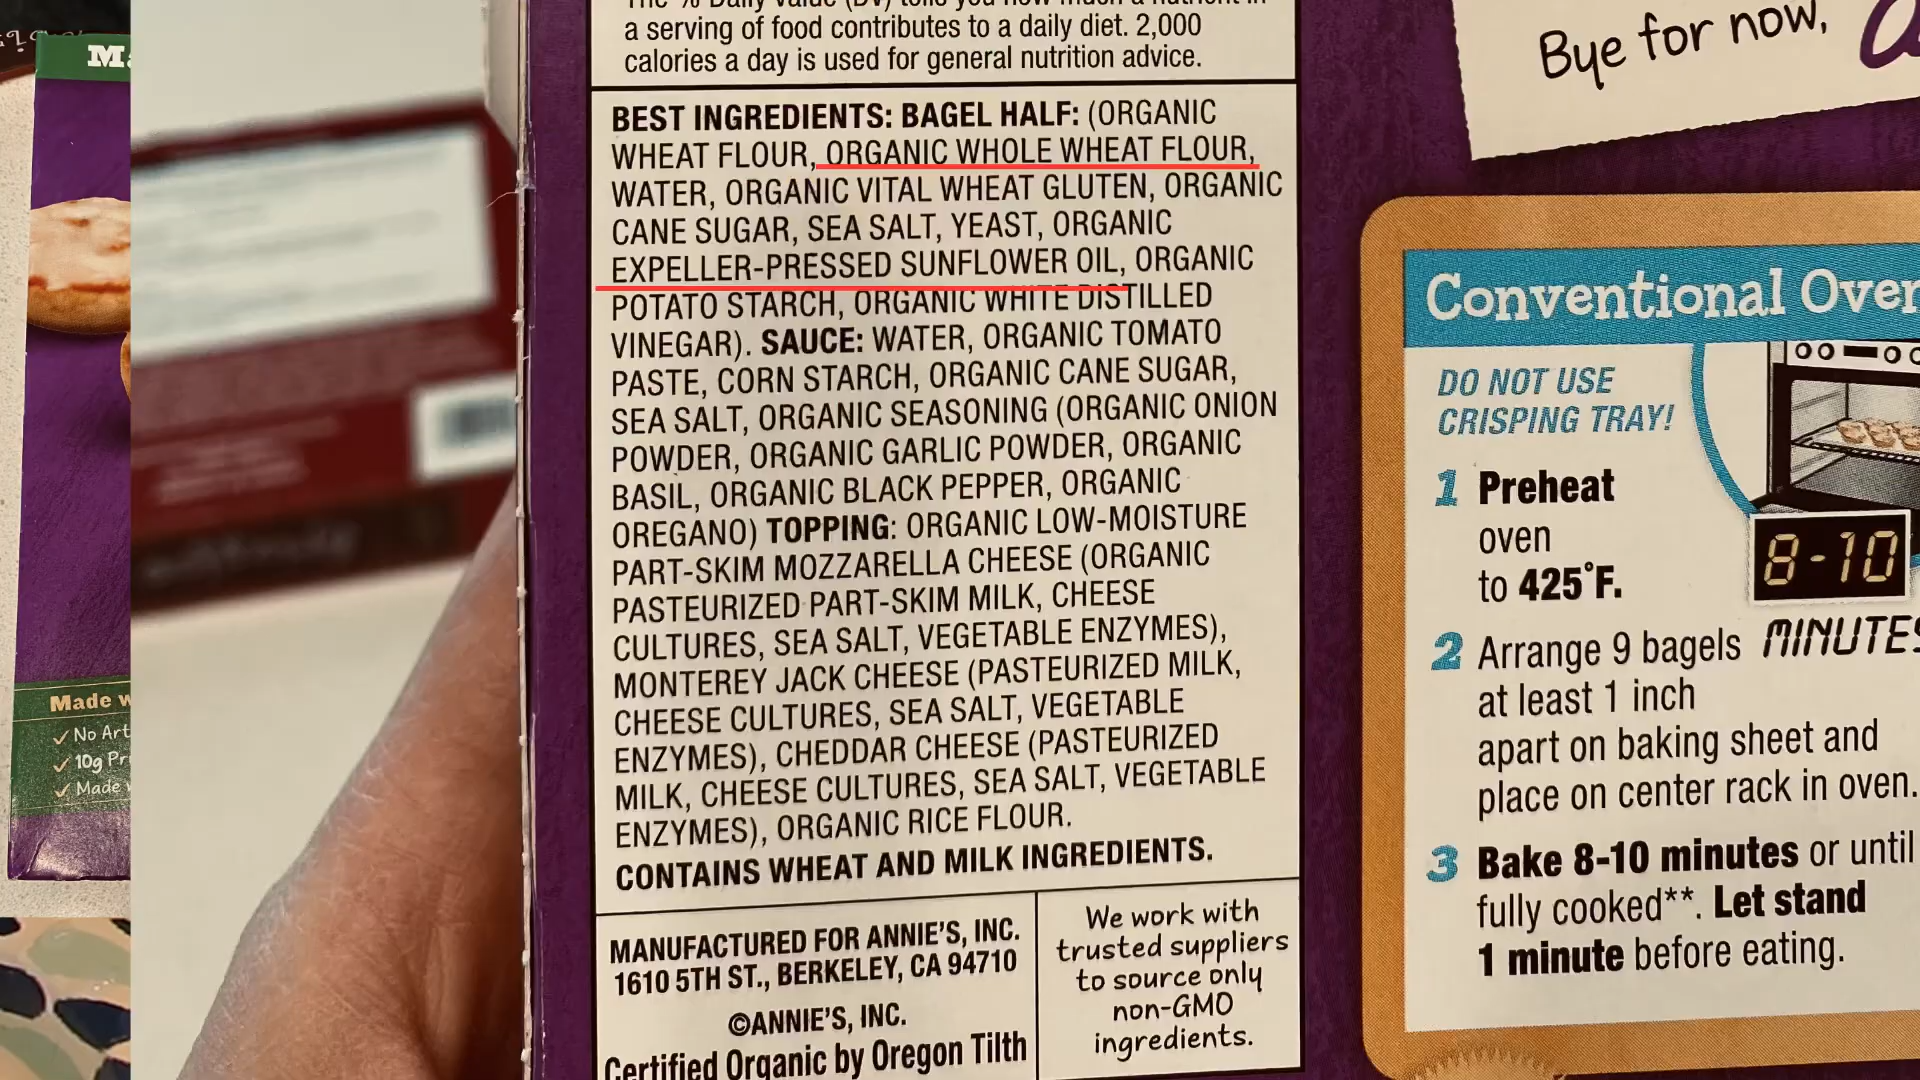 a serving of food contributes to a daily diet. 2,000
calories a day is used for general nutrition advice.
BEST INGREDIENTS: BAGEL HALF: (ORGANIC
WHEAT FLOUR, ORGANIC WHOLE WHEAT FLOUR,
WATER, ORGANIC VITAL WHEAT GLUTEN, ORGANIC
CANE SUGAR, SEA SALT, YEAST, ORGANIC
EXPELLER-PRESSED SUNFLOWER OIL, ORGANIC
POTATO STARCH, ORGANIC WHITE DISTILLED
VINEGAR). SAUCE: WATER, ORGANIC TOMATO
PASTE, CORN STARCH, ORGANIC CANE SUGAR,
SEA SALT, ORGANIC SEASONING (ORGANIC ONION
POWDER, ORGANIC GARLIC POWDER, ORGANIC
BASIL, ORGANIC BLACK PEPPER, ORGANIC
OREGANO) TOPPING: ORGANIC LOW-MOISTURE
PART-SKIM MOZZARELLA CHEESE (ORGANIC
PASTEURIZED PART-SKIM MILK, CHEESE
CULTURES, SEA SALT, VEGETABLE ENZYMES),
MONTEREY JACK CHEESE (PASTEURIZED MILK,
CHEESE CULTURES, SEA SALT, VEGETABLE
ENZYMES), CHEDDAR CHEESE (PASTEURIZED
MILK, CHEESE CULTURES, SEA SALT, VEGETABLE
ENZYMES), ORGANIC RICE FLOUR.
CONTAINS WHEAT AND MILK INGREDIENTS.
MANUFACTURED FOR ANNIE'S, INC.
1610 5TH ST., BERKELEY, CA 94710
©ANNIE'S, INC.
Certified Organic by Oregon Tilth
We work with
trusted suppliers
to source only
non-GMO
ingredients.
Bye for now,
Conventional Oven
DO NOT USE
CRISPING TRAY!
1 Preheat
oven
to 425°F.
8-10
MINUTES
2 Arrange 9 bagels
at least 1 inch
apart on baking sheet and
place on center rack in oven.
3 Bake 8-10 minutes or until
fully cooked**. Let stand
1 minute before eating.
Made w
No Art
10g Pr
Made w